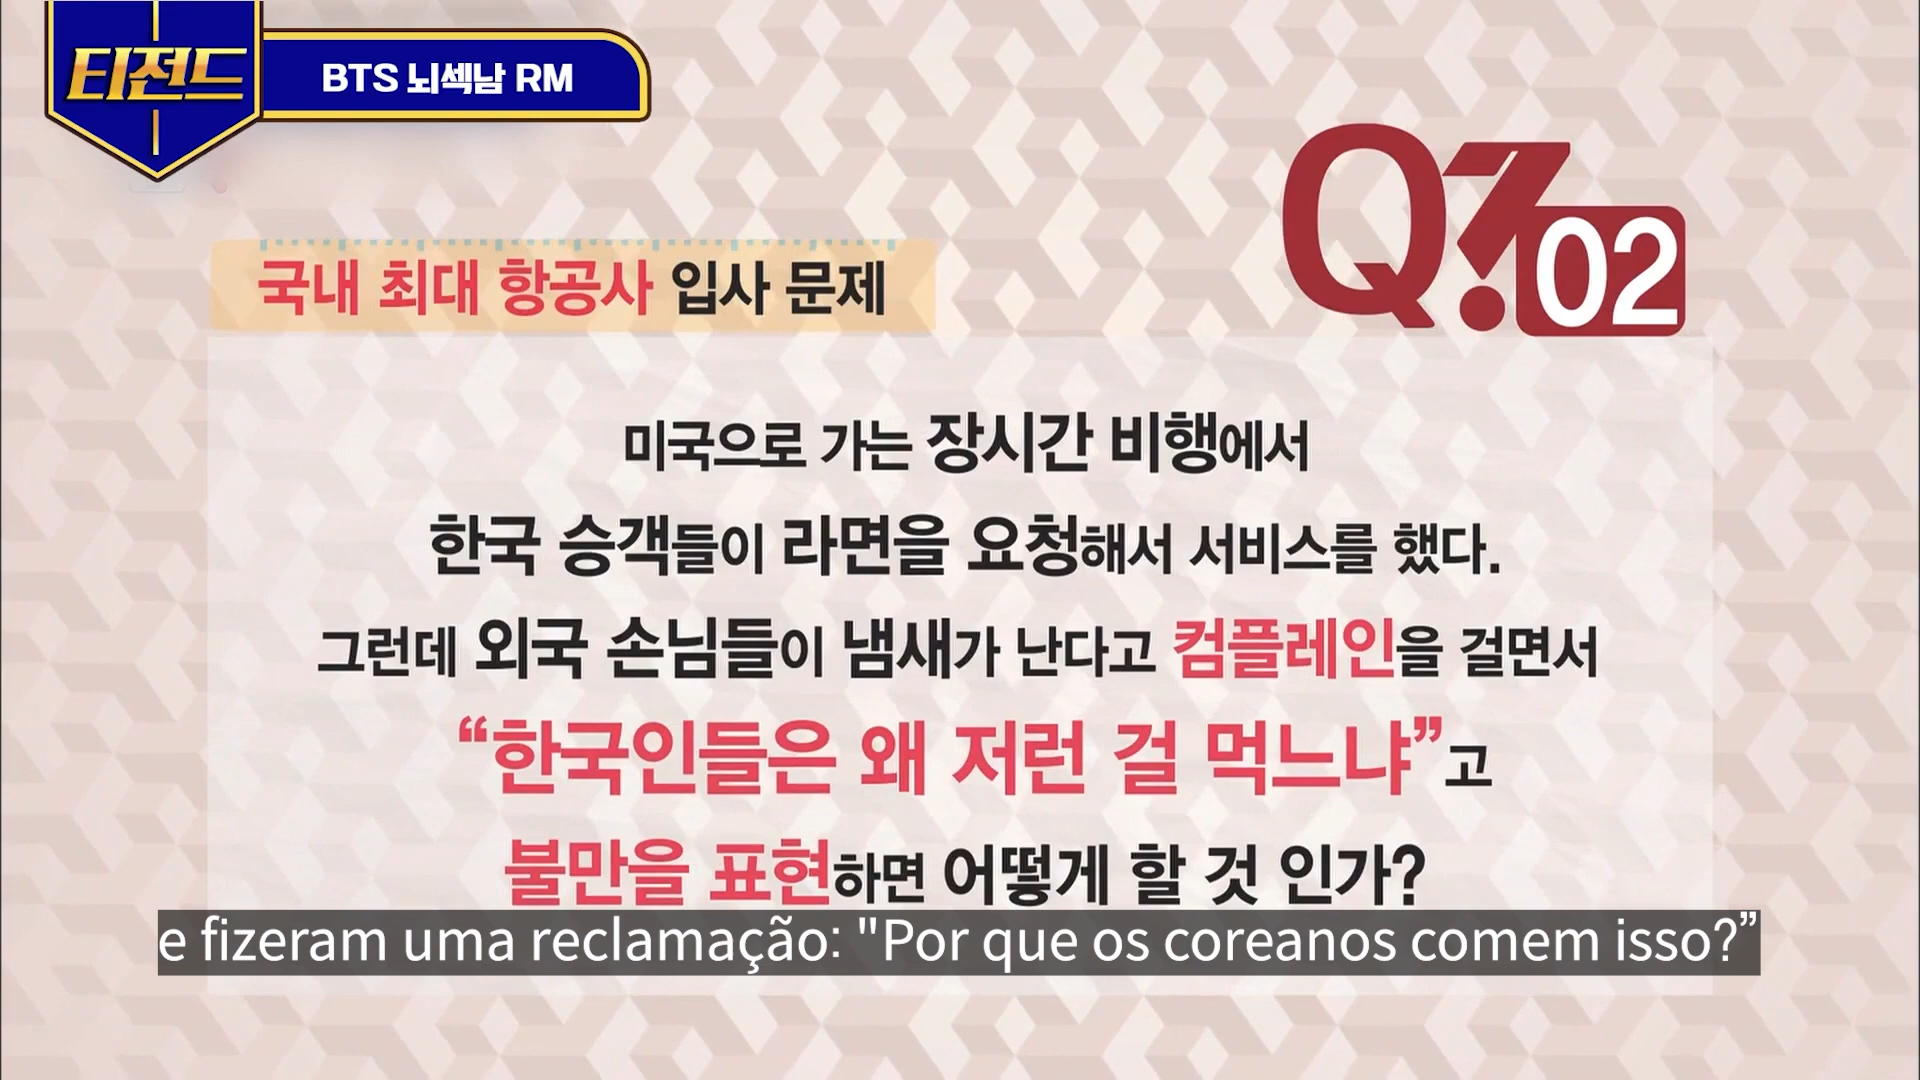 티전드
BTS 뇌섹남 RM
Q?02
국내 최대 항공사 입사 문제
미국으로 가는 장시간 비행에서
한국 승객들이 라면을 요청해서 서비스를 했다.
그런데 외국 손님들이 냄새가 난다고 컴플레인을 걸면서
“한국인들은 왜 저런 걸 먹느냐”고
불만을 표현하면 어떻게 할 것 인가?
e fizeram uma reclamação: "Por que os coreanos comem isso?”